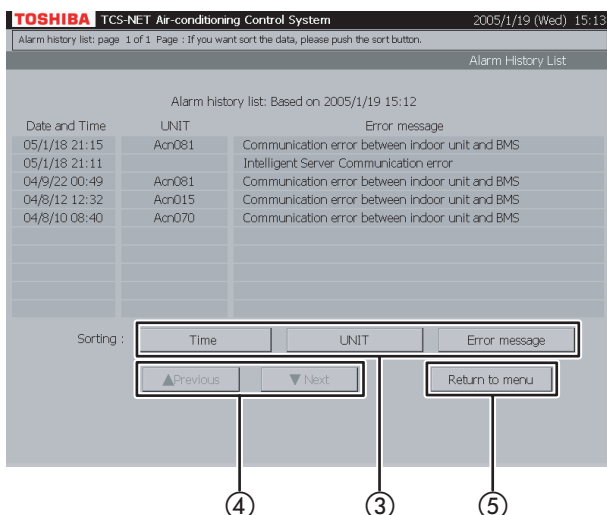 TOSHIBA TCS-NET Air-conditioning Control System 2005/1/19 (Wed) 15:13
Alarm history list: page 1 of 1 Page : If you want sort the data, please push the sort button.
Alarm History List
Alarm history list: Based on 2005/1/19 15:12
Date and Time UNIT Error message
05/1/18 21:15 Acn081 Communication error between indoor unit and BMS
05/1/18 21:11 Intelligent Server Communication error
04/9/22 00:49 Acn081 Communication error between indoor unit and BMS
04/8/12 12:32 Acn015 Communication error between indoor unit and BMS
04/8/10 08:40 Acn070 Communication error between indoor unit and BMS
Sorting : Time UNIT Error message
▲Previous ▼Next Return to menu
④ ③ ⑤